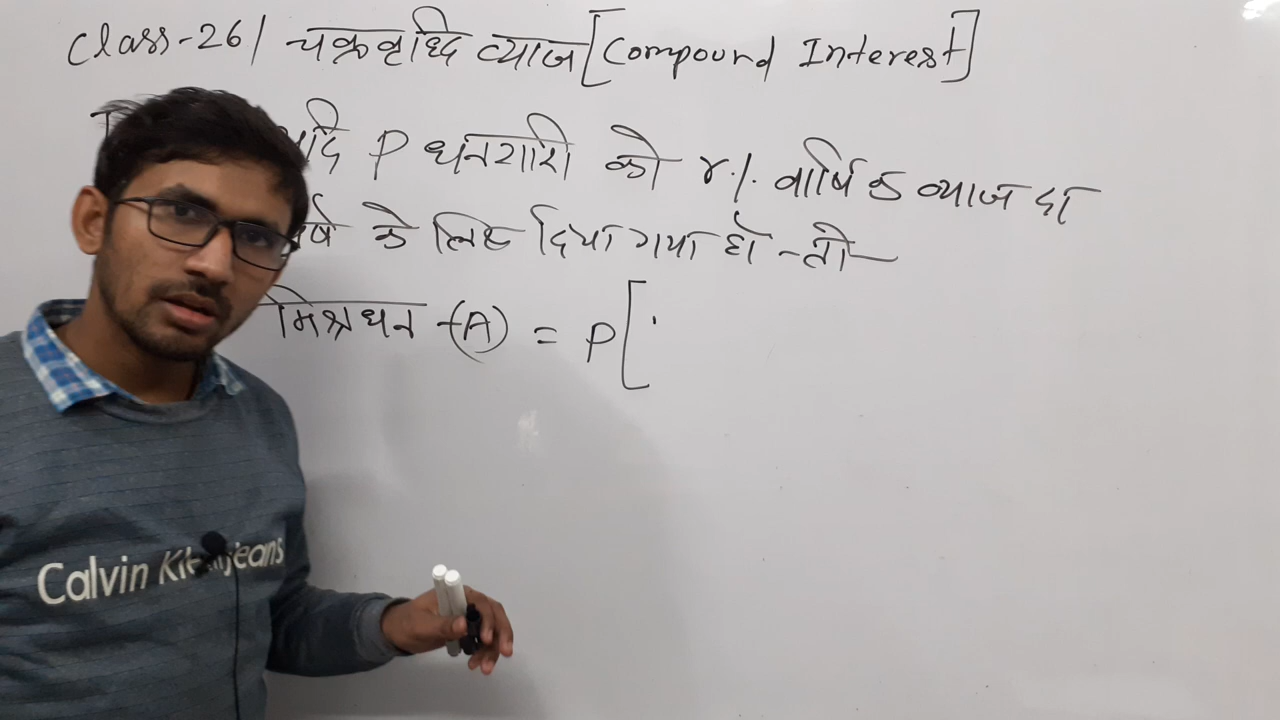 Class-26| चक्रवृध्दि व्याज [Compound Interest]
यदि P धनराशि को r% वार्षिक व्याज दर
वर्ष के लिए दिया गया हो -तो-
मिश्रधन -(A) = P[
Calvin Klein Jeans